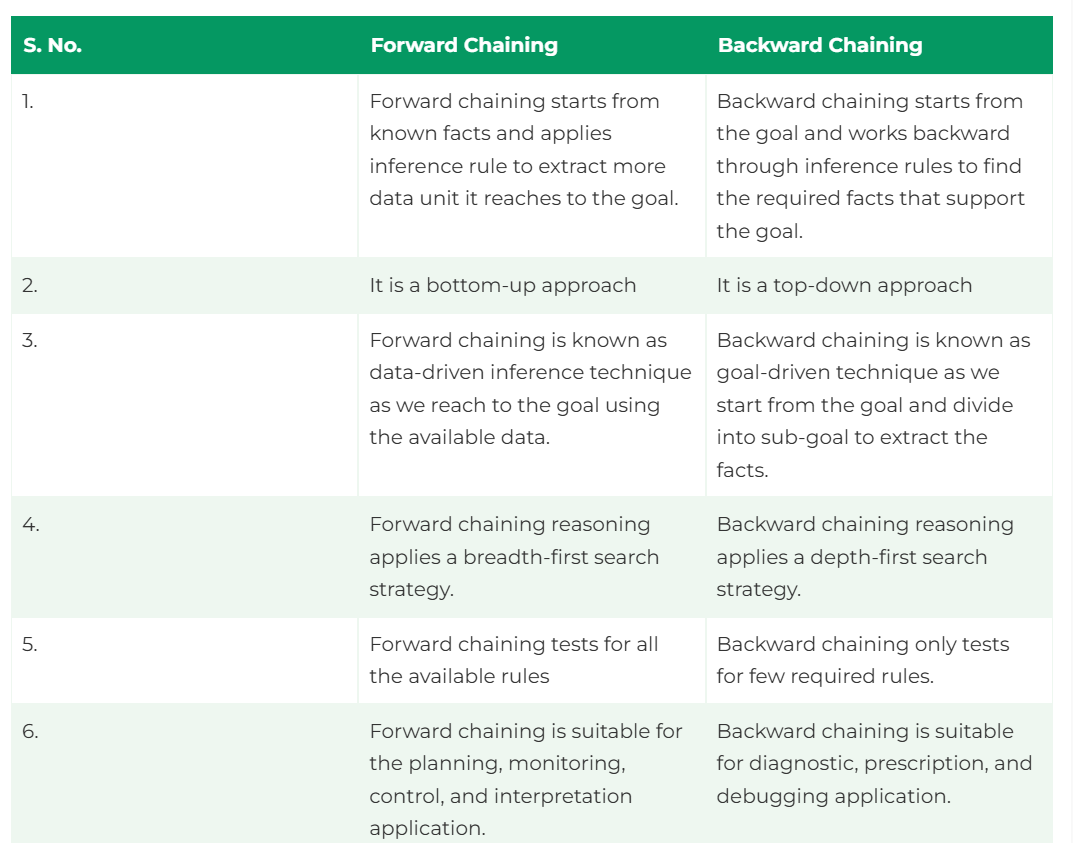 S. No. Forward Chaining Backward Chaining
1.
Forward chaining starts from
known facts and applies
inference rule to extract more
data unit it reaches to the goal.
Backward chaining starts from
the goal and works backward
through inference rules to find
the required facts that support
the goal.
2.
It is a bottom-up approach
It is a top-down approach
3.
Forward chaining is known as
data-driven inference technique
as we reach to the goal using
the available data.
Backward chaining is known as
goal-driven technique as we
start from the goal and divide
into sub-goal to extract the
facts.
4.
Forward chaining reasoning
applies a breadth-first search
strategy.
Backward chaining reasoning
applies a depth-first search
strategy.
5.
Forward chaining tests for all
the available rules
Backward chaining only tests
for few required rules.
6.
Forward chaining is suitable for
the planning, monitoring,
control, and interpretation
application.
Backward chaining is suitable
for diagnostic, prescription, and
debugging application.